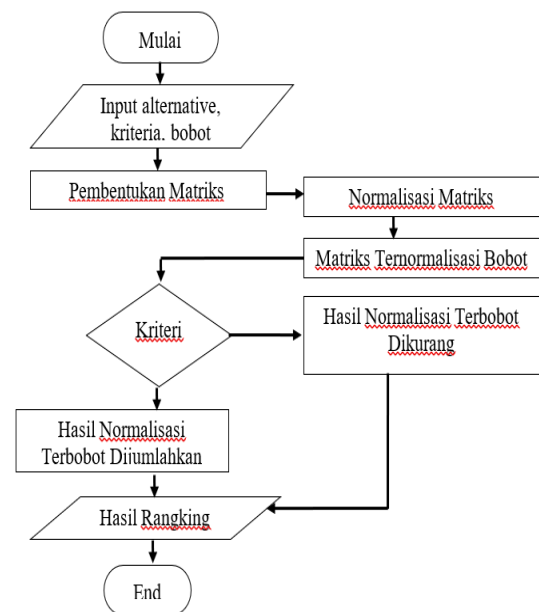 Mulai
Input alternative,
kriteria. bobot
Pembentukan Matriks
Normalisasi Matriks
Matriks Ternormalisasi Bobot
Kriteri
Hasil Normalisasi Terbobot
Dikurang
Hasil Normalisasi
Terbobot Diiumlahkan
Hasil Rangking
End